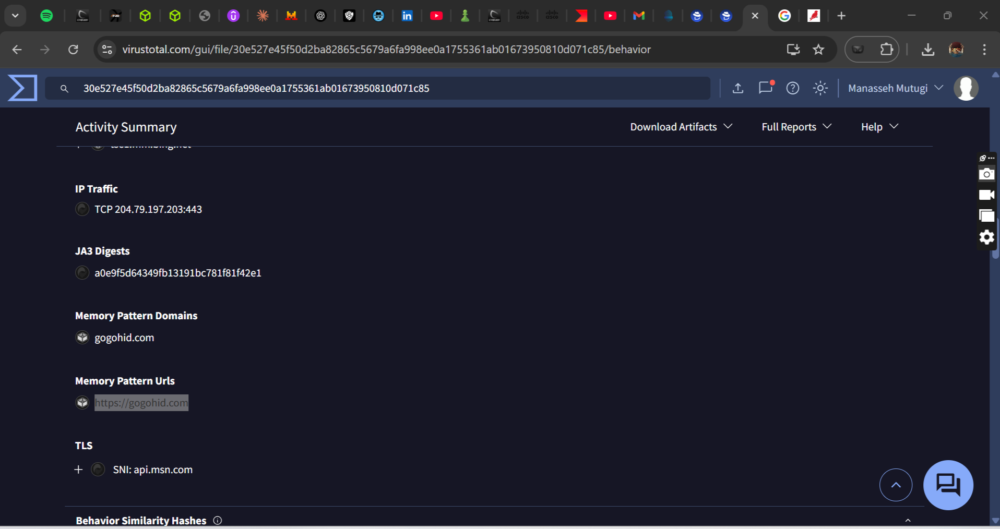 virustotal.com/gui/file/30e527e45f50d2ba82865c5679a6fa998ee0a1755361ab01673950810d071c85/behavior
30e527e45f50d2ba82865c5679a6fa998ee0a1755361ab01673950810d071c85
Manasseh Mutugi
Activity Summary
Download Artifacts
Full Reports
Help
IP Traffic
TCP 204.79.197.203:443
JA3 Digests
a0e9f5d64349fb13191bc781f81f42e1
Memory Pattern Domains
gogohid.com
Memory Pattern Urls
https://gogohid.com
TLS
SNI: api.msn.com
Behavior Similarity Hashes